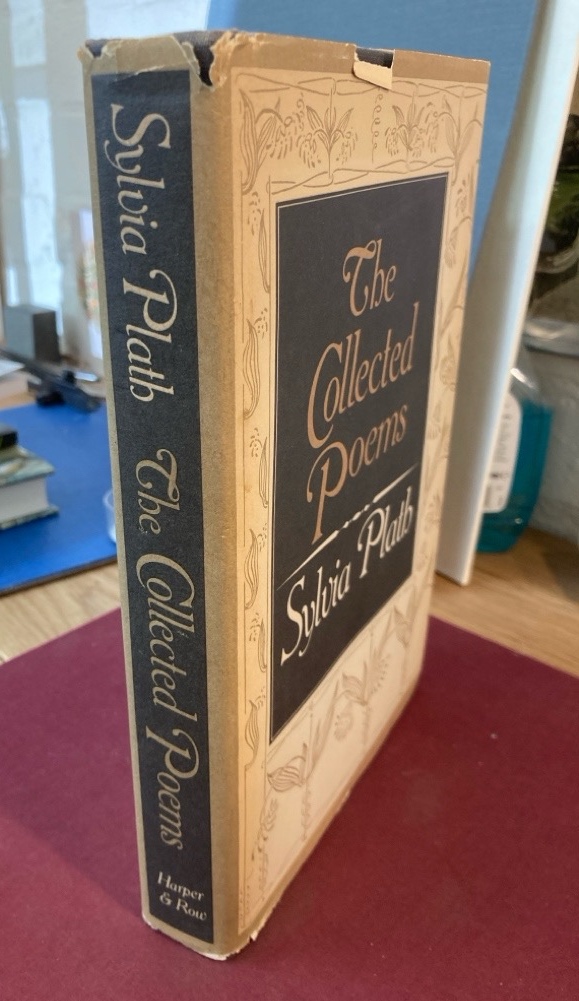 Sylvia Plath The Collected Poems
Harper
& Row
The
Collected
Poems
Sylvia Plath